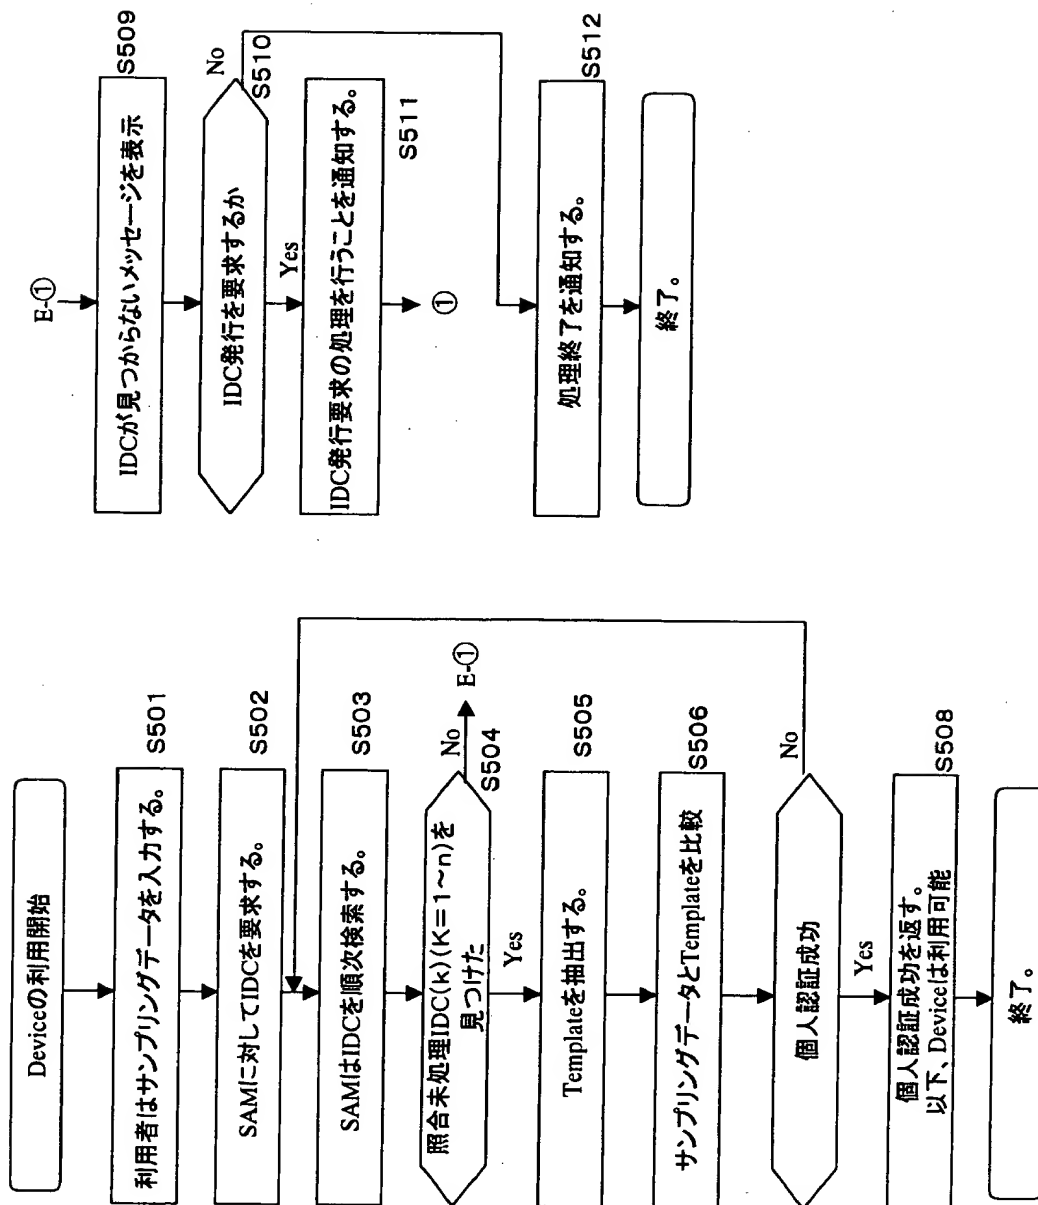 Deviceの利用開始
利用者はサンプリングデータを入力する。
S501
SAMに対してIDCを要求する。
S502
SAMはIDCを順次検索する。
S503
照合未処理IDC(k)(K=1~n)を
見つけた
No
S504
E-①
Yes
Templateを抽出する。
S505
サンプリングデータとTemplateを比較
S506
個人認証成功
No
Yes
個人認証成功を返す。
以下、Deviceは利用可能
S508
終了。
E-①
IDCが見つからないメッセージを表示
S509
IDC発行を要求するか
No
S510
Yes
IDC発行要求の処理を行うことを通知する。
S511
①
処理終了を通知する。
S512
終了。